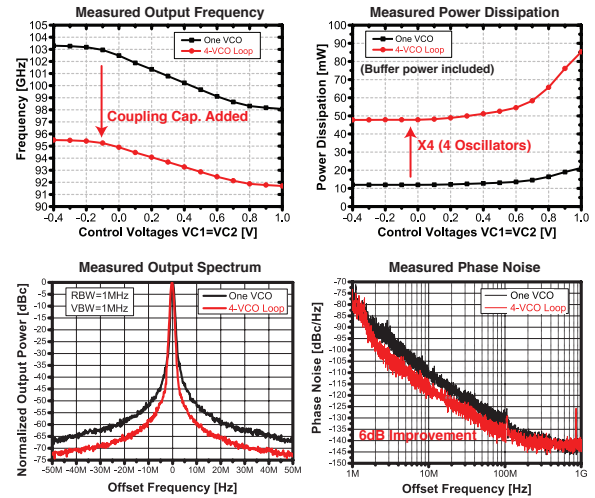 Measured Output Frequency
105
104
103
102
101
100
99
98
97
96
95
94
93
92
91
90
Frequency [GHz]
One VCO
4-VCO Loop
Coupling Cap. Added
-0.4 -0.2 0.0 0.2 0.4 0.6 0.8 1.0
Control Voltages VC1=VC2 [V]
Measured Power Dissipation
100
90
80
70
60
50
40
30
20
10
0
Power Dissipation [mW]
One VCO
4-VCO Loop
(Buffer power included)
X4 (4 Oscillators)
-0.4 -0.2 0.0 0.2 0.4 0.6 0.8 1.0
Control Voltages VC1=VC2 [V]
Measured Output Spectrum
0
-5
-10
-15
-20
-25
-30
-35
-40
-45
-50
-55
-60
-65
-70
-75
Normalized Output Power [dBc]
RBW=1MHz
VBW=1MHz
One VCO
4-VCO Loop
-50M -40M -30M -20M -10M 0 10M 20M 30M 40M 50M
Offset Frequency [Hz]
Measured Phase Noise
-70
-75
-80
-85
-90
-95
-100
-105
-110
-115
-120
-125
-130
-135
-140
-145
-150
Phase Noise [dBc/Hz]
One VCO
4-VCO Loop
6dB Improvement
1M 10M 100M 1G
Offset Frequency [Hz]